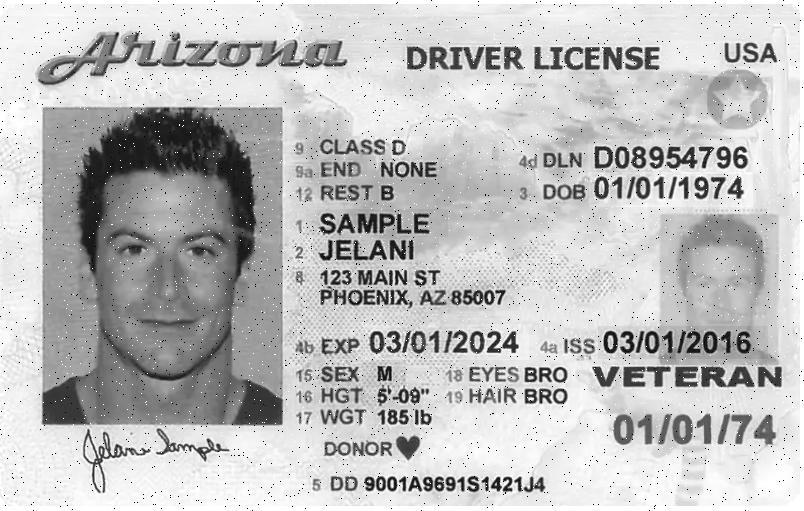 Arizona DRIVER LICENSE USA
9 CLASS D
9a END NONE
12 REST B
4d DLN D08954796
3 DOB 01/01/1974
1 SAMPLE
2 JELANI
8 123 MAIN ST
PHOENIX, AZ 85007
4b EXP 03/01/2024 4a ISS 03/01/2016
15 SEX M 18 EYES BRO VETERAN
16 HGT 5'-09" 19 HAIR BRO
17 WGT 185 lb 01/01/74
DONOR
Jelani Sample
5 DD 9001A9691S1421J4